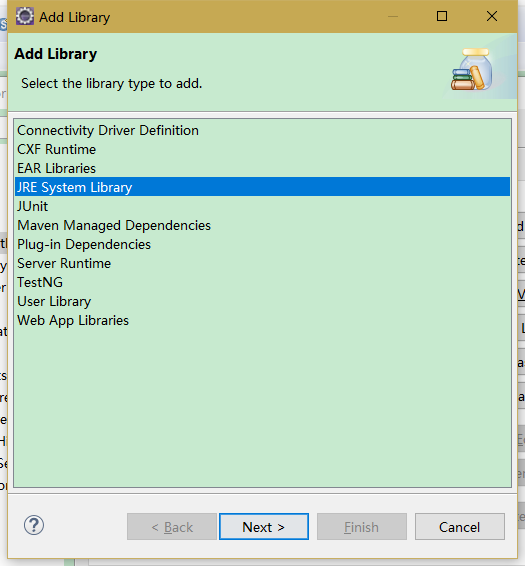 Add Library
Add Library
Select the library type to add.
Connectivity Driver Definition
CXF Runtime
EAR Libraries
JRE System Library
JUnit
Maven Managed Dependencies
Plug-in Dependencies
Server Runtime
TestNG
User Library
Web App Libraries
?
< Back
Next >
Finish
Cancel